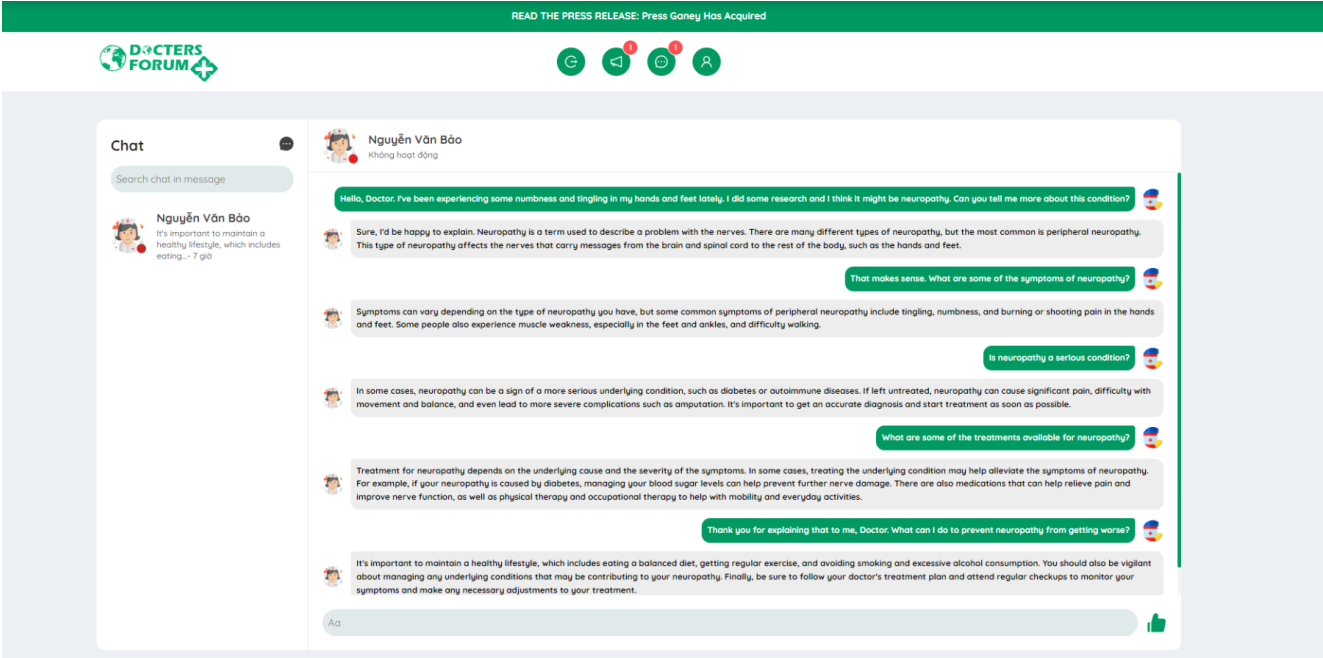 READ THE PRESS RELEASE: Press Ganey Has Acquired
DOCTERS
FORUM
1
1
Chat
Search chat in message
Nguyễn Văn Bảo
It's important to maintain a
healthy lifestyle, which includes
eating...- 7 giờ
Nguyễn Văn Bảo
Không hoạt động
Hello, Doctor. I've been experiencing some numbness and tingling in my hands and feet lately. I did some research and I think it might be neuropathy. Can you tell me more about this condition?
Sure, I'd be happy to explain. Neuropathy is a term used to describe a problem with the nerves. There are many different types of neuropathy, but the most common is peripheral neuropathy.
This type of neuropathy affects the nerves that carry messages from the brain and spinal cord to the rest of the body, such as the hands and feet.
That makes sense. What are some of the symptoms of neuropathy?
Symptoms can vary depending on the type of neuropathy you have, but some common symptoms of peripheral neuropathy include tingling, numbness, and burning or shooting pain in the hands
and feet. Some people also experience muscle weakness, especially in the feet and ankles, and difficulty walking.
Is neuropathy a serious condition?
In some cases, neuropathy can be a sign of a more serious underlying condition, such as diabetes or autoimmune diseases. If left untreated, neuropathy can cause significant pain, difficulty with
movement and balance, and even lead to more severe complications such as amputation. It's important to get an accurate diagnosis and start treatment as soon as possible.
What are some of the treatments available for neuropathy?
Treatment for neuropathy depends on the underlying cause and the severity of the symptoms. In some cases, treating the underlying condition may help alleviate the symptoms of neuropathy.
For example, if your neuropathy is caused by diabetes, managing your blood sugar levels can help prevent further nerve damage. There are also medications that can help relieve pain and
improve nerve function, as well as physical therapy and occupational therapy to help with mobility and everyday activities.
Thank you for explaining that to me, Doctor. What can I do to prevent neuropathy from getting worse?
It's important to maintain a healthy lifestyle, which includes eating a balanced diet, getting regular exercise, and avoiding smoking and excessive alcohol consumption. You should also be vigilant
about managing any underlying conditions that may be contributing to your neuropathy. Finally, be sure to follow your doctor's treatment plan and attend regular checkups to monitor your
symptoms and make any necessary adjustments to your treatment.
Aa